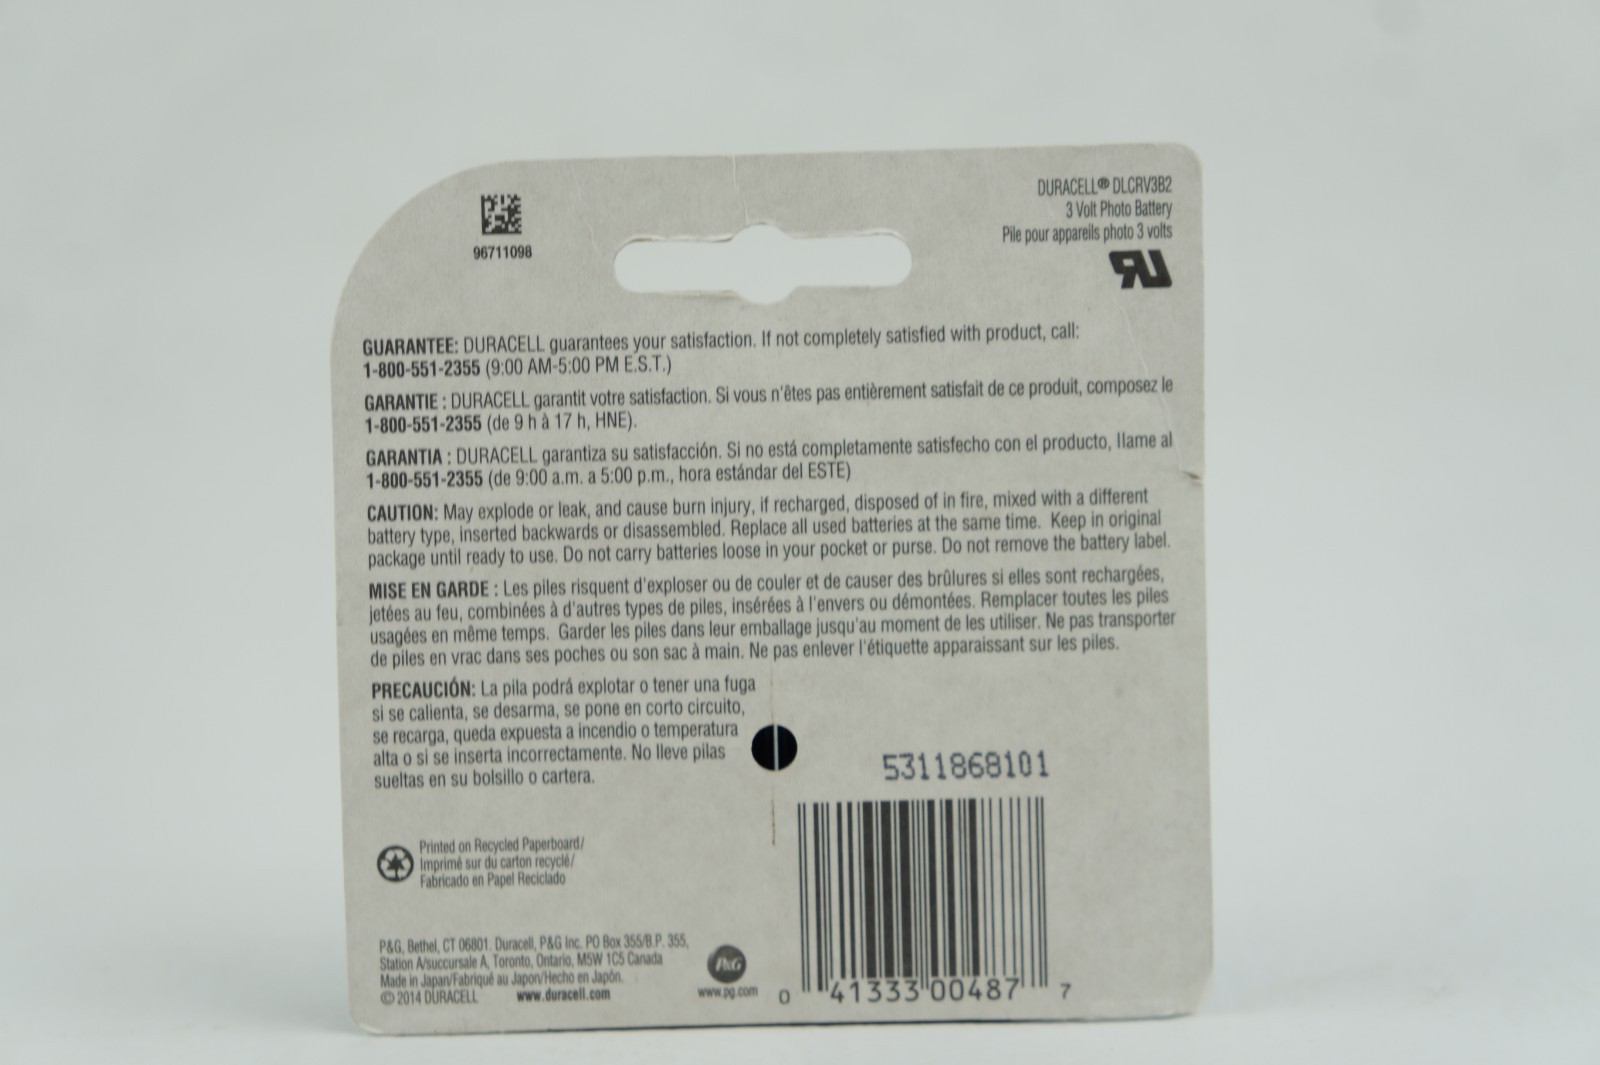 96711098
DURACELL® DLCRV3B2
3 Volt Photo Battery
Pile pour appareils photo 3 volts
GUARANTEE: DURACELL guarantees your satisfaction. If not completely satisfied with product, call:
1-800-551-2355 (9:00 AM-5:00 PM E.S.T.)
GARANTIE : DURACELL garantit votre satisfaction. Si vous n'êtes pas entièrement satisfait de ce produit, composez le
1-800-551-2355 (de 9 h à 17 h, HNE).
GARANTIA : DURACELL garantiza su satisfacción. Si no está completamente satisfecho con el producto, llame al
1-800-551-2355 (de 9:00 a.m. a 5:00 p.m., hora estándar del ESTE)
CAUTION: May explode or leak, and cause burn injury, if recharged, disposed of in fire, mixed with a different
battery type, inserted backwards or disassembled. Replace all used batteries at the same time. Keep in original
package until ready to use. Do not carry batteries loose in your pocket or purse. Do not remove the battery label.
MISE EN GARDE : Les piles risquent d'exploser ou de couler et de causer des brûlures si elles sont rechargées,
jetées au feu, combinées à d'autres types de piles, insérées à l'envers ou démontées. Remplacer toutes les piles
usagées en même temps. Garder les piles dans leur emballage jusqu'au moment de les utiliser. Ne pas transporter
de piles en vrac dans ses poches ou son sac à main. Ne pas enlever l'étiquette apparaissant sur les piles.
PRECAUCIÓN: La pila podrá explotar o tener una fuga
si se calienta, se desarma, se pone en corto circuito,
se recarga, queda expuesta a incendio o temperatura
alta o si se inserta incorrectamente. No lleve pilas
sueltas en su bolsillo o cartera.
5311868101
Printed on Recycled Paperboard/
Imprimé sur du carton recyclé/
Fabricado en Papel Reciclado
P&G, Bethel, CT 06801. Duracell, P&G Inc. PO Box 355/B.P. 355,
Station A/succursale A, Toronto, Ontario, M5W 1C5 Canada
Made in Japan/Fabriqué au Japon/Hecho en Japón.
© 2014 DURACELL www.duracell.com
P&G
www.pg.com
0 41333 00487 7